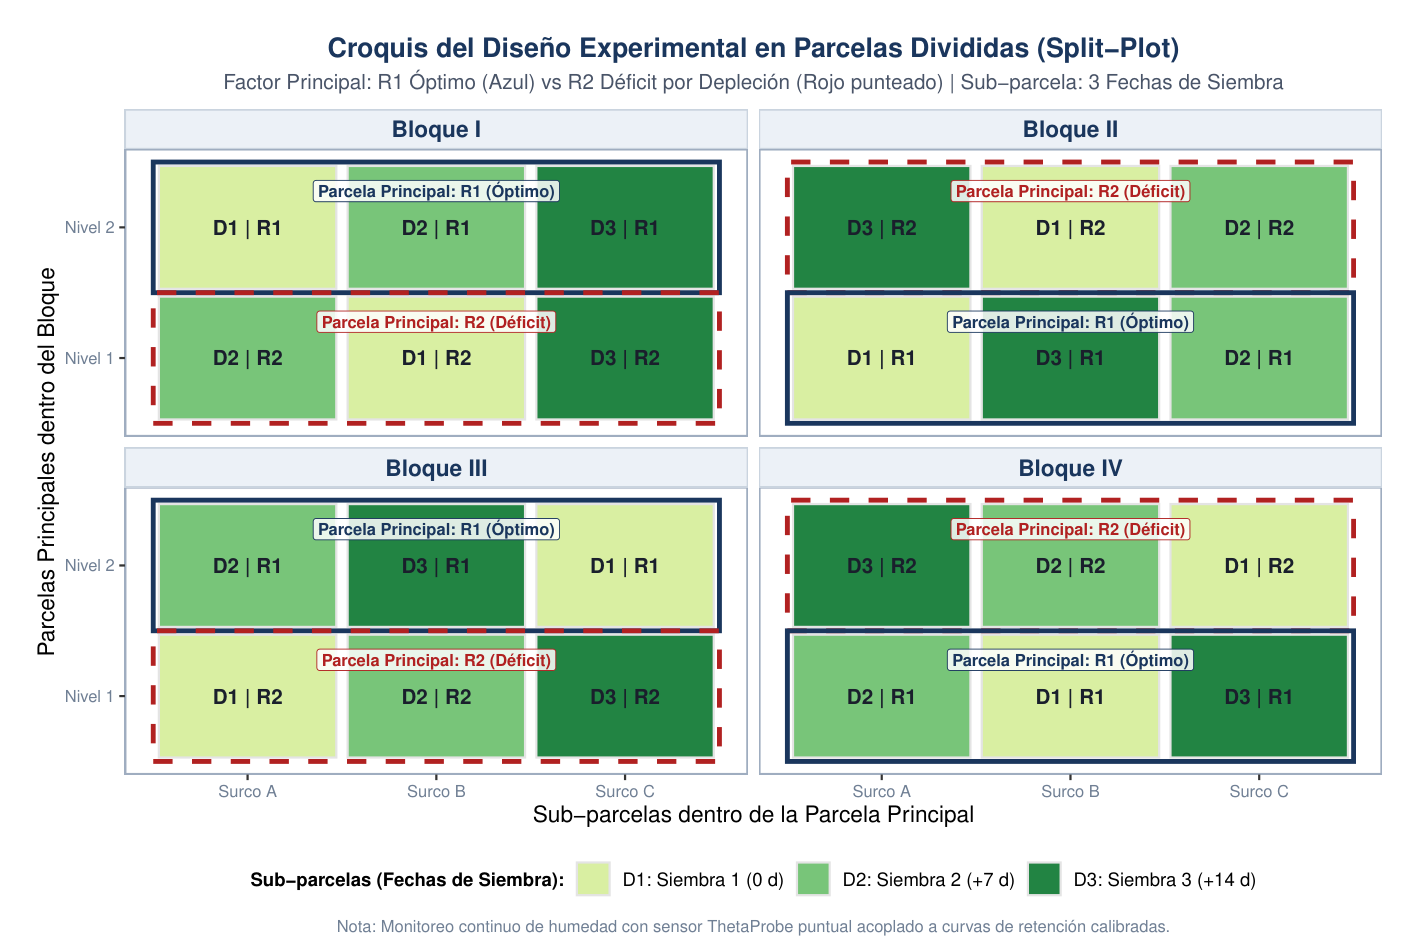 Croquis del Diseño Experimental en Parcelas Divididas (Split−Plot)
Factor Principal: R1 Óptimo (Azul) vs R2 Déficit por Depleción (Rojo punteado) | Sub−parcela: 3 Fechas de Siembra
Bloque I
Parcela Principal: R1 (Óptimo)
D1 | R1
D2 | R1
D3 | R1
Parcela Principal: R2 (Déficit)
D2 | R2
D1 | R2
D3 | R2
Bloque II
Parcela Principal: R2 (Déficit)
D3 | R2
D1 | R2
D2 | R2
Parcela Principal: R1 (Óptimo)
D1 | R1
D3 | R1
D2 | R1
Bloque III
Parcela Principal: R1 (Óptimo)
D2 | R1
D3 | R1
D1 | R1
Parcela Principal: R2 (Déficit)
D1 | R2
D2 | R2
D3 | R2
Bloque IV
Parcela Principal: R2 (Déficit)
D3 | R2
D2 | R2
D1 | R2
Parcela Principal: R1 (Óptimo)
D2 | R1
D1 | R1
D3 | R1
Parcelas Principales dentro del Bloque
Nivel 2
Nivel 1
Nivel 2
Nivel 1
Surco A
Surco B
Surco C
Surco A
Surco B
Surco C
Sub−parcelas dentro de la Parcela Principal
Sub−parcelas (Fechas de Siembra):
D1: Siembra 1 (0 d)
D2: Siembra 2 (+7 d)
D3: Siembra 3 (+14 d)
Nota: Monitoreo continuo de humedad con sensor ThetaProbe puntual acoplado a curvas de retención calibradas.